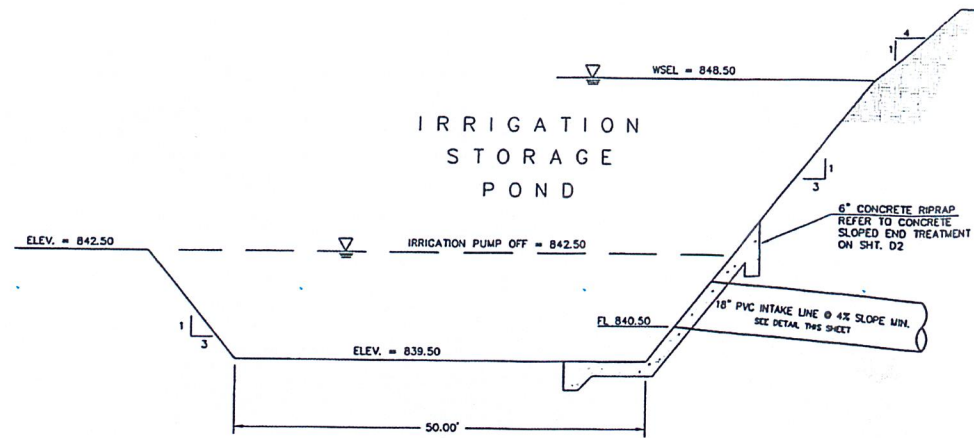 4
1
WSEL = 848.50
IRRIGATION
STORAGE
POND
1
3
6" CONCRETE RIPRAP
REFER TO CONCRETE
SLOPED END TREATMENT
ON SHT. D2
ELEV. = 842.50
IRRIGATION PUMP OFF = 842.50
18" PVC INTAKE LINE @ 4% SLOPE MIN.
SEE DETAIL THIS SHEET
FL 840.50
1
3
ELEV. = 839.50
50.00'